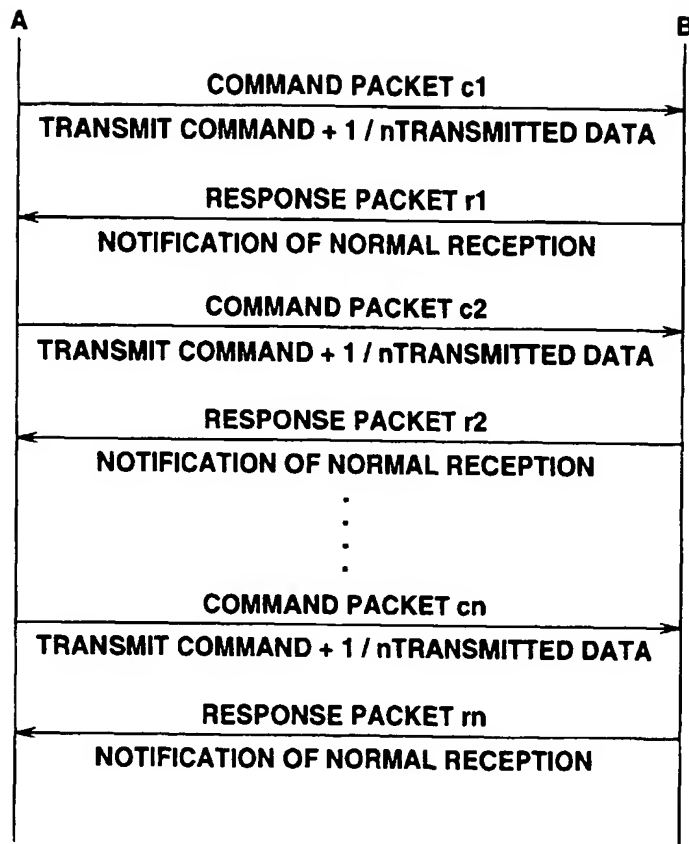 A
B
COMMAND PACKET c1
TRANSMIT COMMAND + 1 / nTRANSMITTED DATA
RESPONSE PACKET r1
NOTIFICATION OF NORMAL RECEPTION
COMMAND PACKET c2
TRANSMIT COMMAND + 1 / nTRANSMITTED DATA
RESPONSE PACKET r2
NOTIFICATION OF NORMAL RECEPTION
COMMAND PACKET cn
TRANSMIT COMMAND + 1 / nTRANSMITTED DATA
RESPONSE PACKET rn
NOTIFICATION OF NORMAL RECEPTION